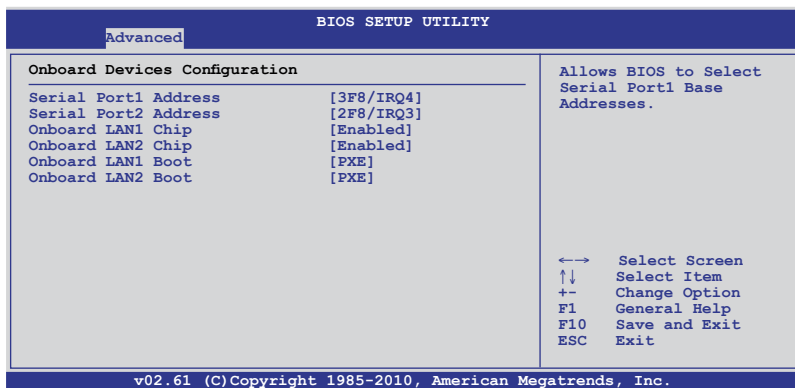 BIOS SETUP UTILITY
Advanced
Onboard Devices Configuration
Serial Port1 Address [3F8/IRQ4]
Serial Port2 Address [2F8/IRQ3]
Onboard LAN1 Chip [Enabled]
Onboard LAN2 Chip [Enabled]
Onboard LAN1 Boot [PXE]
Onboard LAN2 Boot [PXE]
Allows BIOS to Select
Serial Port1 Base
Addresses.
←→ Select Screen
↑↓ Select Item
+- Change Option
F1 General Help
F10 Save and Exit
ESC Exit
v02.61 (C)Copyright 1985-2010, American Megatrends, Inc.